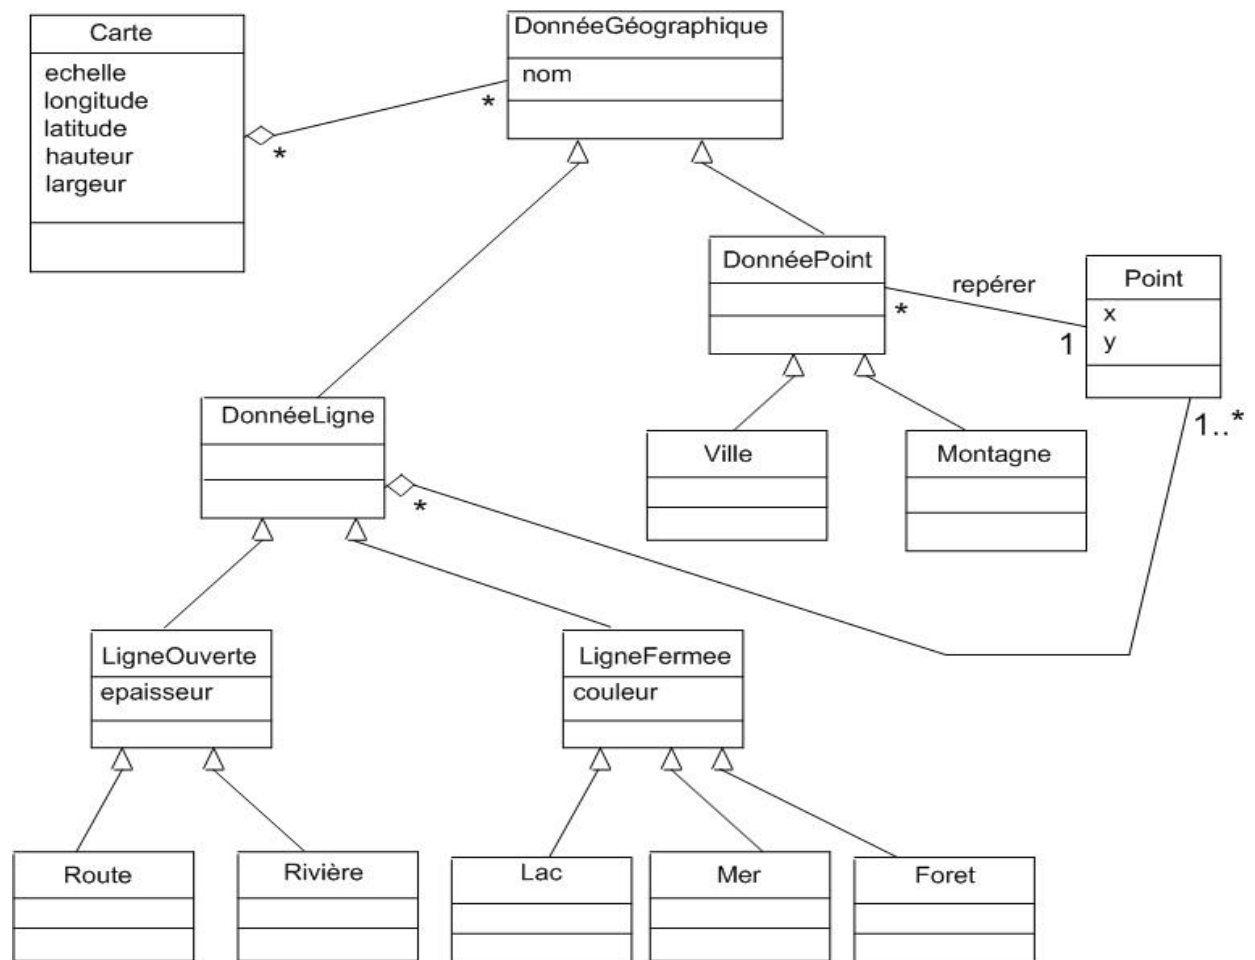 Carte
echelle
longitude
latitude
hauteur
largeur
*
*
DonnéeGéographique
nom
DonnéePoint
*
repérer
1
Point
x
y
1..*
DonnéeLigne
*
Ville
Montagne
LigneOuverte
epaisseur
LigneFermee
couleur
Route
Rivière
Lac
Mer
Foret